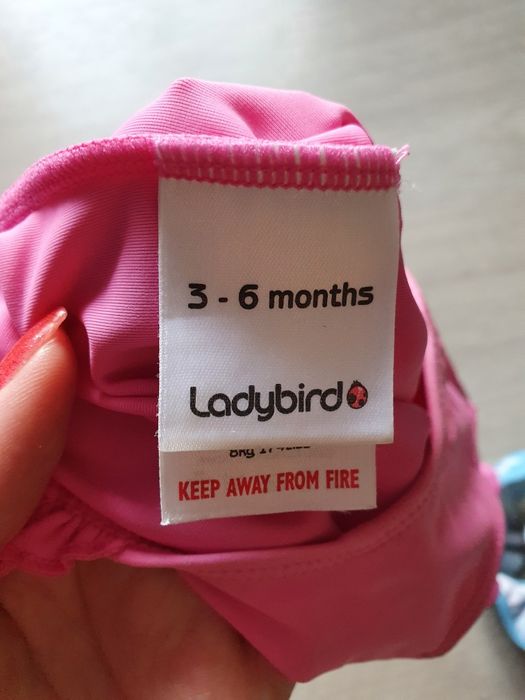 3 - 6 months
Ladybird
KEEP AWAY FROM FIRE